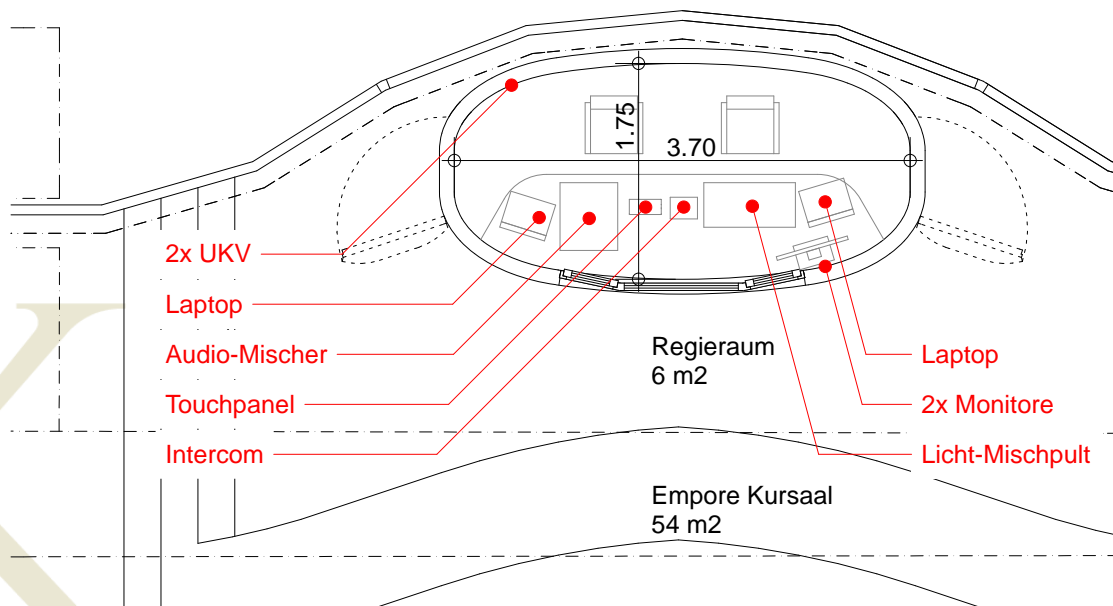 1.75
3.70
2x UKV
Laptop
Audio-Mischer
Touchpanel
Intercom
Regieraum
6 m2
Laptop
2x Monitore
Licht-Mischpult
Empore Kursaal
54 m2